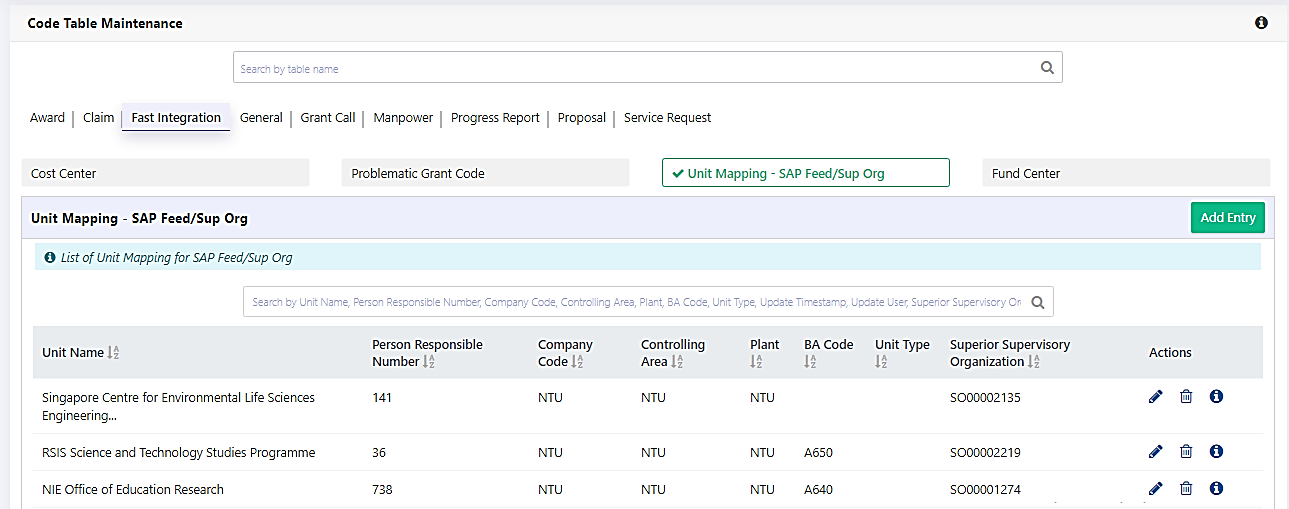 Code Table Maintenance
Search by table name
Award Claim Fast Integration General Grant Call Manpower Progress Report Proposal Service Request
Cost Center Problematic Grant Code Unit Mapping - SAP Feed/Sup Org Fund Center
Unit Mapping - SAP Feed/Sup Org Add Entry
List of Unit Mapping for SAP Feed/Sup Org
Search by Unit Name, Person Responsible Number, Company Code, Controlling Area, Plant, BA Code, Unit Type, Update Timestamp, Update User, Superior Supervisory Or
Unit Name Person Responsible Number Company Code Controlling Area Plant BA Code Unit Type Superior Supervisory Organization Actions
Singapore Centre for Environmental Life Sciences Engineering... 141 NTU NTU NTU SO00002135
RSIS Science and Technology Studies Programme 36 NTU NTU NTU A650 SO00002219
NIE Office of Education Research 738 NTU NTU NTU A640 SO00001274